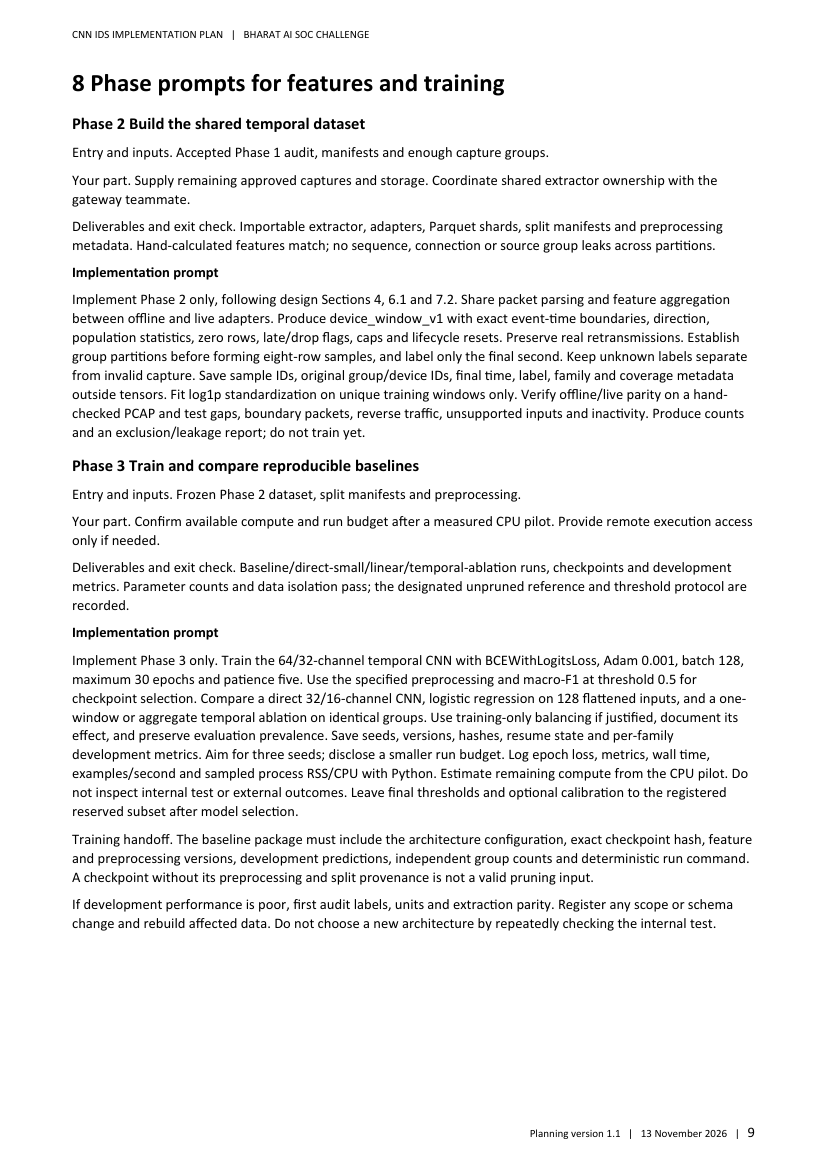 CNN IDS IMPLEMENTATION PLAN | BHARAT AI SOC CHALLENGE
8 Phase prompts for features and training
Phase 2 Build the shared temporal dataset
Entry and inputs. Accepted Phase 1 audit, manifests and enough capture groups.
Your part. Supply remaining approved captures and storage. Coordinate shared extractor ownership with the
gateway teammate.
Deliverables and exit check. Importable extractor, adapters, Parquet shards, split manifests and preprocessing
metadata. Hand-calculated features match; no sequence, connection or source group leaks across partitions.
Implementation prompt
Implement Phase 2 only, following design Sections 4, 6.1 and 7.2. Share packet parsing and feature aggregation
between offline and live adapters. Produce device_window_v1 with exact event-time boundaries, direction,
population statistics, zero rows, late/drop flags, caps and lifecycle resets. Preserve real retransmissions. Establish
group partitions before forming eight-row samples, and label only the final second. Keep unknown labels separate
from invalid capture. Save sample IDs, original group/device IDs, final time, label, family and coverage metadata
outside tensors. Fit log1p standardization on unique training windows only. Verify offline/live parity on a hand-
checked PCAP and test gaps, boundary packets, reverse traffic, unsupported inputs and inactivity. Produce counts
and an exclusion/leakage report; do not train yet.
Phase 3 Train and compare reproducible baselines
Entry and inputs. Frozen Phase 2 dataset, split manifests and preprocessing.
Your part. Confirm available compute and run budget after a measured CPU pilot. Provide remote execution access
only if needed.
Deliverables and exit check. Baseline/direct-small/linear/temporal-ablation runs, checkpoints and development
metrics. Parameter counts and data isolation pass; the designated unpruned reference and threshold protocol are
recorded.
Implementation prompt
Implement Phase 3 only. Train the 64/32-channel temporal CNN with BCEWithLogitsLoss, Adam 0.001, batch 128,
maximum 30 epochs and patience five. Use the specified preprocessing and macro-F1 at threshold 0.5 for
checkpoint selection. Compare a direct 32/16-channel CNN, logistic regression on 128 flattened inputs, and a one-
window or aggregate temporal ablation on identical groups. Use training-only balancing if justified, document its
effect, and preserve evaluation prevalence. Save seeds, versions, hashes, resume state and per-family
development metrics. Aim for three seeds; disclose a smaller run budget. Log epoch loss, metrics, wall time,
examples/second and sampled process RSS/CPU with Python. Estimate remaining compute from the CPU pilot. Do
not inspect internal test or external outcomes. Leave final thresholds and optional calibration to the registered
reserved subset after model selection.
Training handoff. The baseline package must include the architecture configuration, exact checkpoint hash, feature
and preprocessing versions, development predictions, independent group counts and deterministic run command.
A checkpoint without its preprocessing and split provenance is not a valid pruning input.
If development performance is poor, first audit labels, units and extraction parity. Register any scope or schema
change and rebuild affected data. Do not choose a new architecture by repeatedly checking the internal test.
Planning version 1.1 | 13 November 2026 | 9